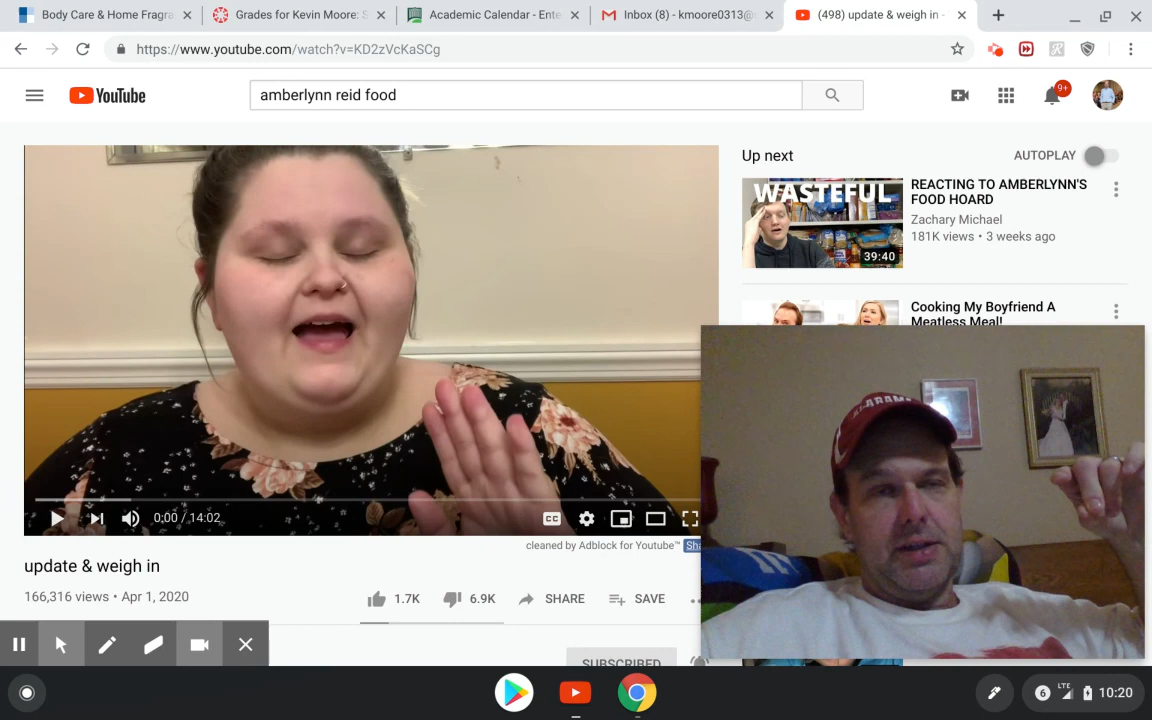 Body Care & Home Fragra
Grades for Kevin Moore: S
Academic Calendar - Ente
Inbox (8) - kmoore0313@
(498) update & weigh in -
https://www.youtube.com/watch?v=KD2zVcKaSCg
YouTube
amberlynn reid food
9+
Up next
AUTOPLAY
WASTEFUL
39:40
REACTING TO AMBERLYNN'S
FOOD HOARD
Zachary Michael
181K views • 3 weeks ago
Cooking My Boyfriend A
Meatless Meal!
ALABAMA
0:00 / 14:02
CC
cleaned by Adblock for Youtube™
Sha
update & weigh in
166,316 views • Apr 1, 2020
1.7K
6.9K
SHARE
SAVE
SUBSCRIBED
6
LTE
10:20